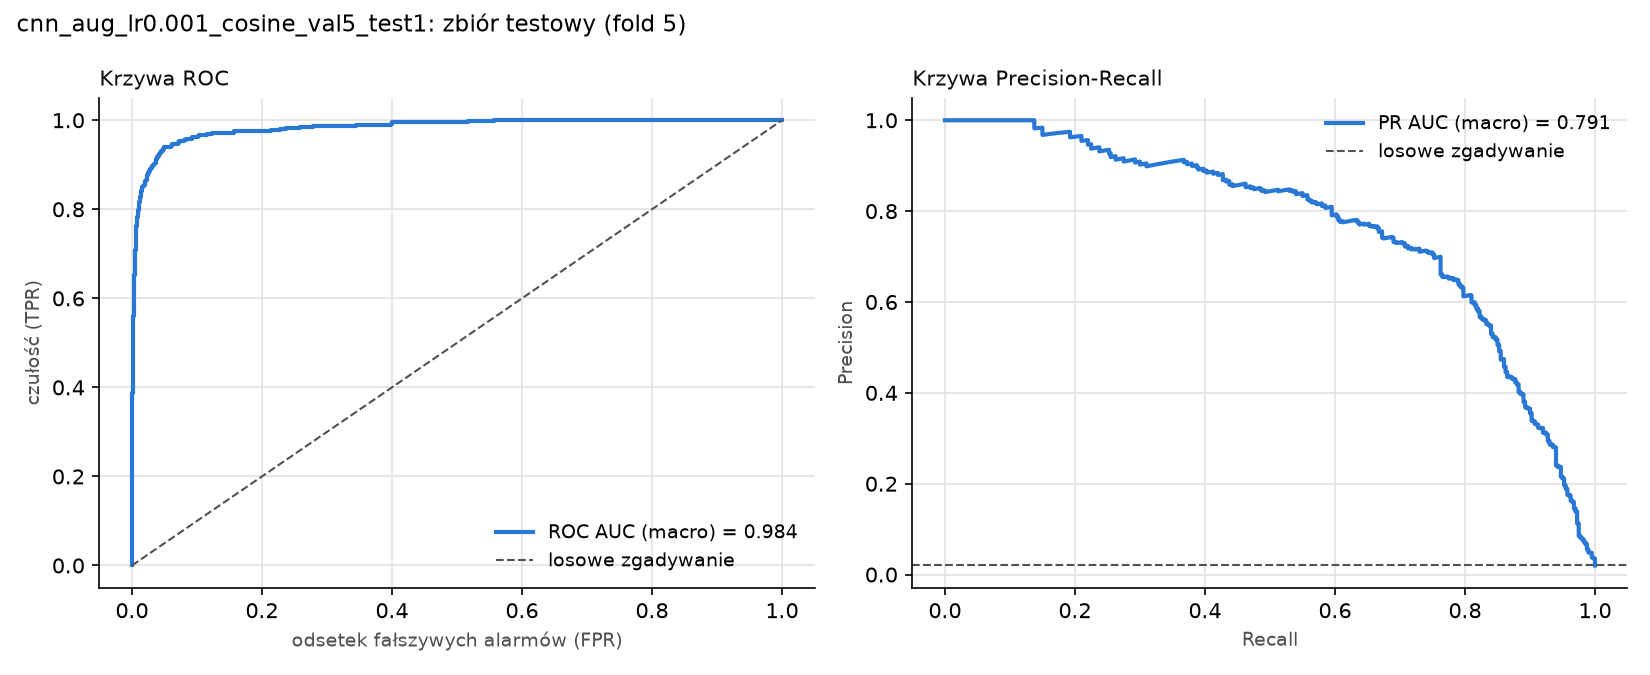 cnn_aug_lr0.001_cosine_val5_test1: zbiór testowy (fold 5)
Krzywa ROC
1.0
0.8
0.6
0.4
0.2
0.0
czułość (TPR)
ROC AUC (macro) = 0.984
losowe zgadywanie
0.0 0.2 0.4 0.6 0.8 1.0
odsetek fałszywych alarmów (FPR)
Krzywa Precision-Recall
1.0
0.8
0.6
0.4
0.2
0.0
Precision
PR AUC (macro) = 0.791
losowe zgadywanie
0.0 0.2 0.4 0.6 0.8 1.0
Recall